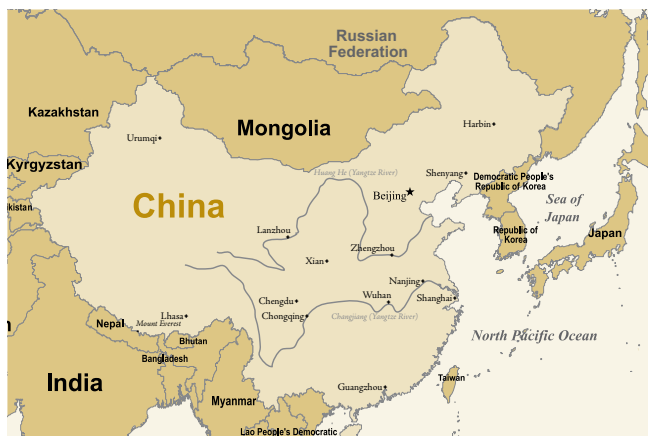 Russian
Federation
Kazakhstan
Mongolia
Harbin
Urumqi
Kyrgyzstan
Huang He (Yangtze River)
Shenyang
Democratic People's
Republic of Korea
Beijing
ikistan
China
Sea of
Japan
Lanzhou
Republic of
Korea
Japan
Zhengzhou
Xian
Nanjing
Chengdu
Wuhan
Shanghai
Lhasa
Chongqing
Changjiang (Yangtze River)
Nepal
Mount Everest
North Pacific Ocean
Bhutan
Bangladesh
India
Taiwan
Guangzhou
Myanmar
Lao People's Democratic